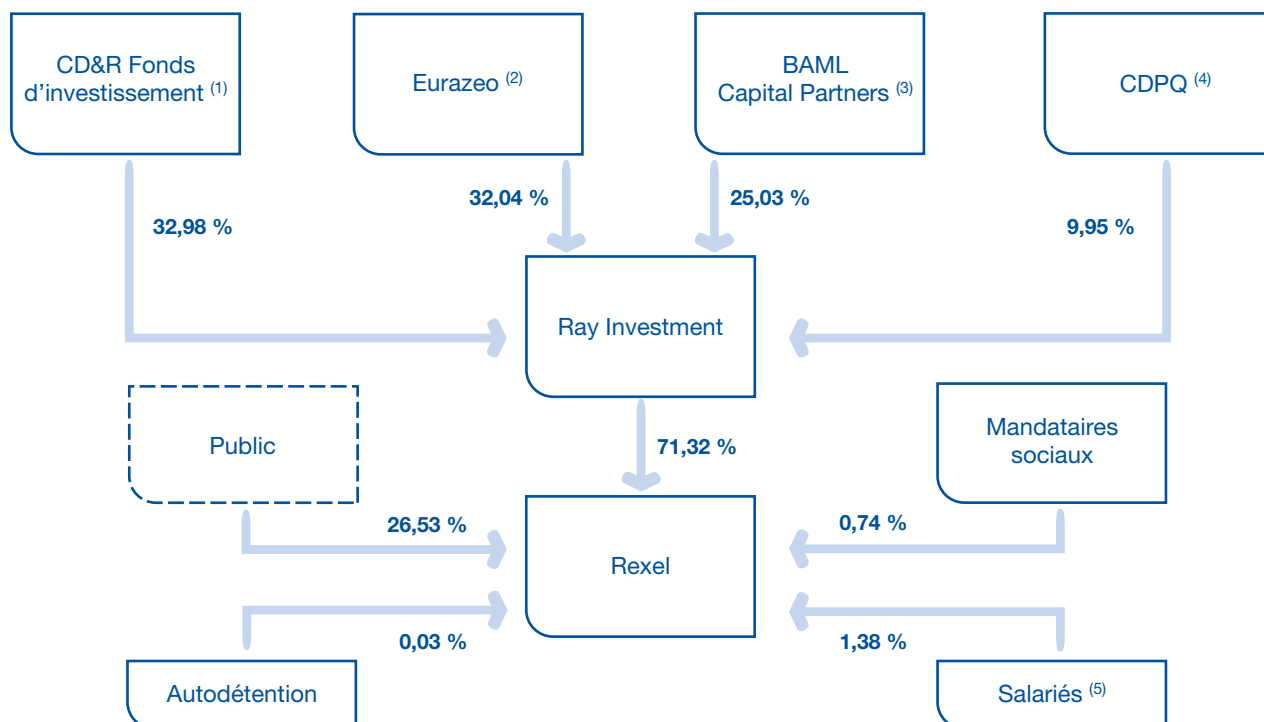 CD&R Fonds
d’investissement (1)
Eurazeo (2)
BAML
Capital Partners (3)
CDPQ (4)
32,98 %
32,04 %
25,03 %
9,95 %
Ray Investment
71,32 %
Public
Mandataires
sociaux
26,53 %
0,74 %
Rexel
0,03 %
1,38 %
Autodétention
Salariés (5)